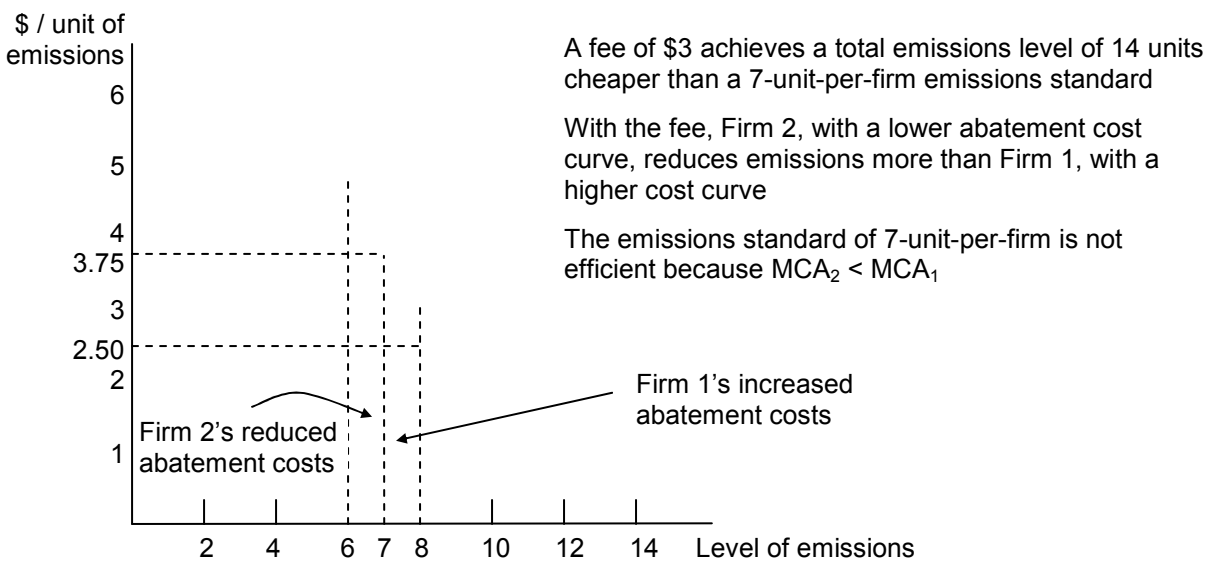 $ / unit of
emissions
6
5
4
3.75
3
2.50
2
1
A fee of $3 achieves a total emissions level of 14 units
cheaper than a 7-unit-per-firm emissions standard
With the fee, Firm 2, with a lower abatement cost
curve, reduces emissions more than Firm 1, with a
higher cost curve
The emissions standard of 7-unit-per-firm is not
efficient because MCA₂ < MCA₁
Firm 2’s reduced
abatement costs
Firm 1’s increased
abatement costs
2 4 6 7 8 10 12 14 Level of emissions